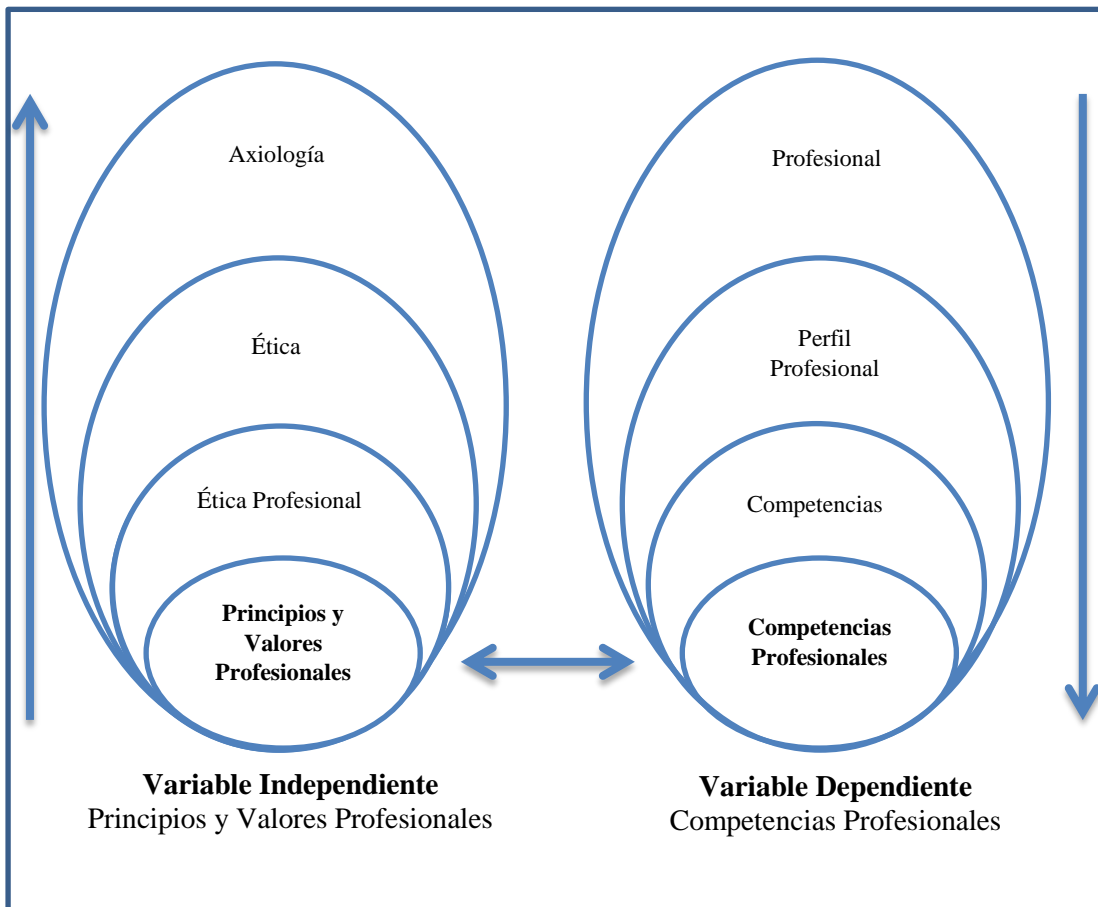 Axiología
Ética
Ética Profesional
Principios y
Valores
Profesionales
Variable Independiente
Principios y Valores Profesionales
Profesional
Perfil
Profesional
Competencias
Competencias
Profesionales
Variable Dependiente
Competencias Profesionales